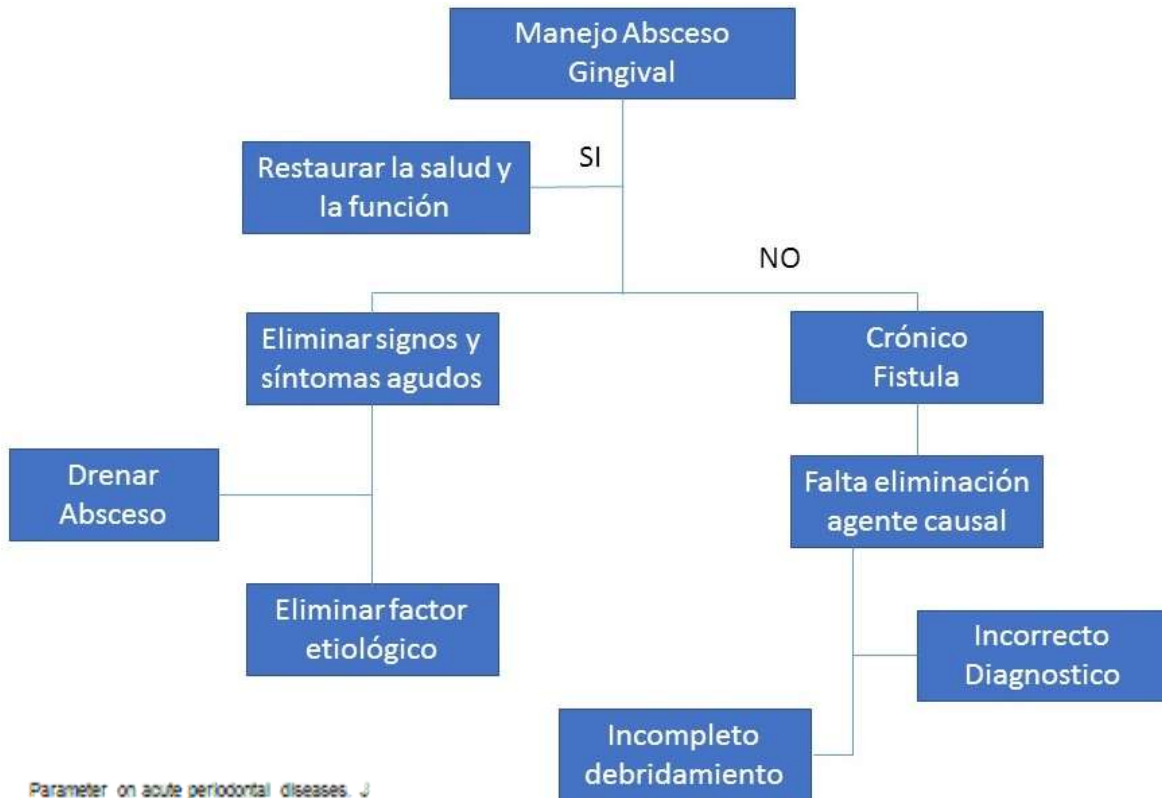 Manejo Absceso
Gingival
SI
Restaurar la salud y
la función
NO
Eliminar signos y
síntomas agudos
Crónico
Fistula
Drenar
Absceso
Falta eliminación
agente causal
Eliminar factor
etiológico
Incorrecto
Diagnostico
Incompleto
debridamiento
Parameter on acute periodontal diseases. J